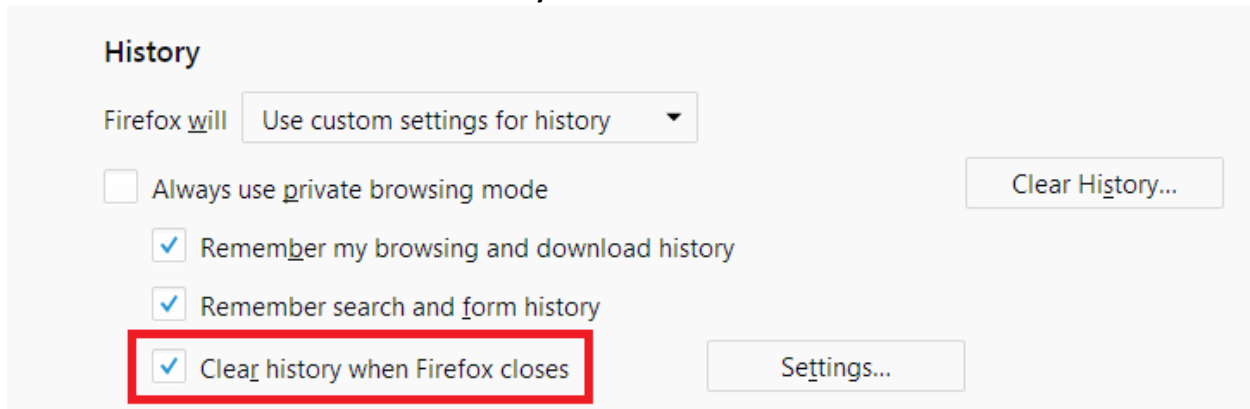 History
Firefox will Use custom settings for history
Always use private browsing mode
Clear History...
Remember my browsing and download history
Remember search and form history
Clear history when Firefox closes Settings...